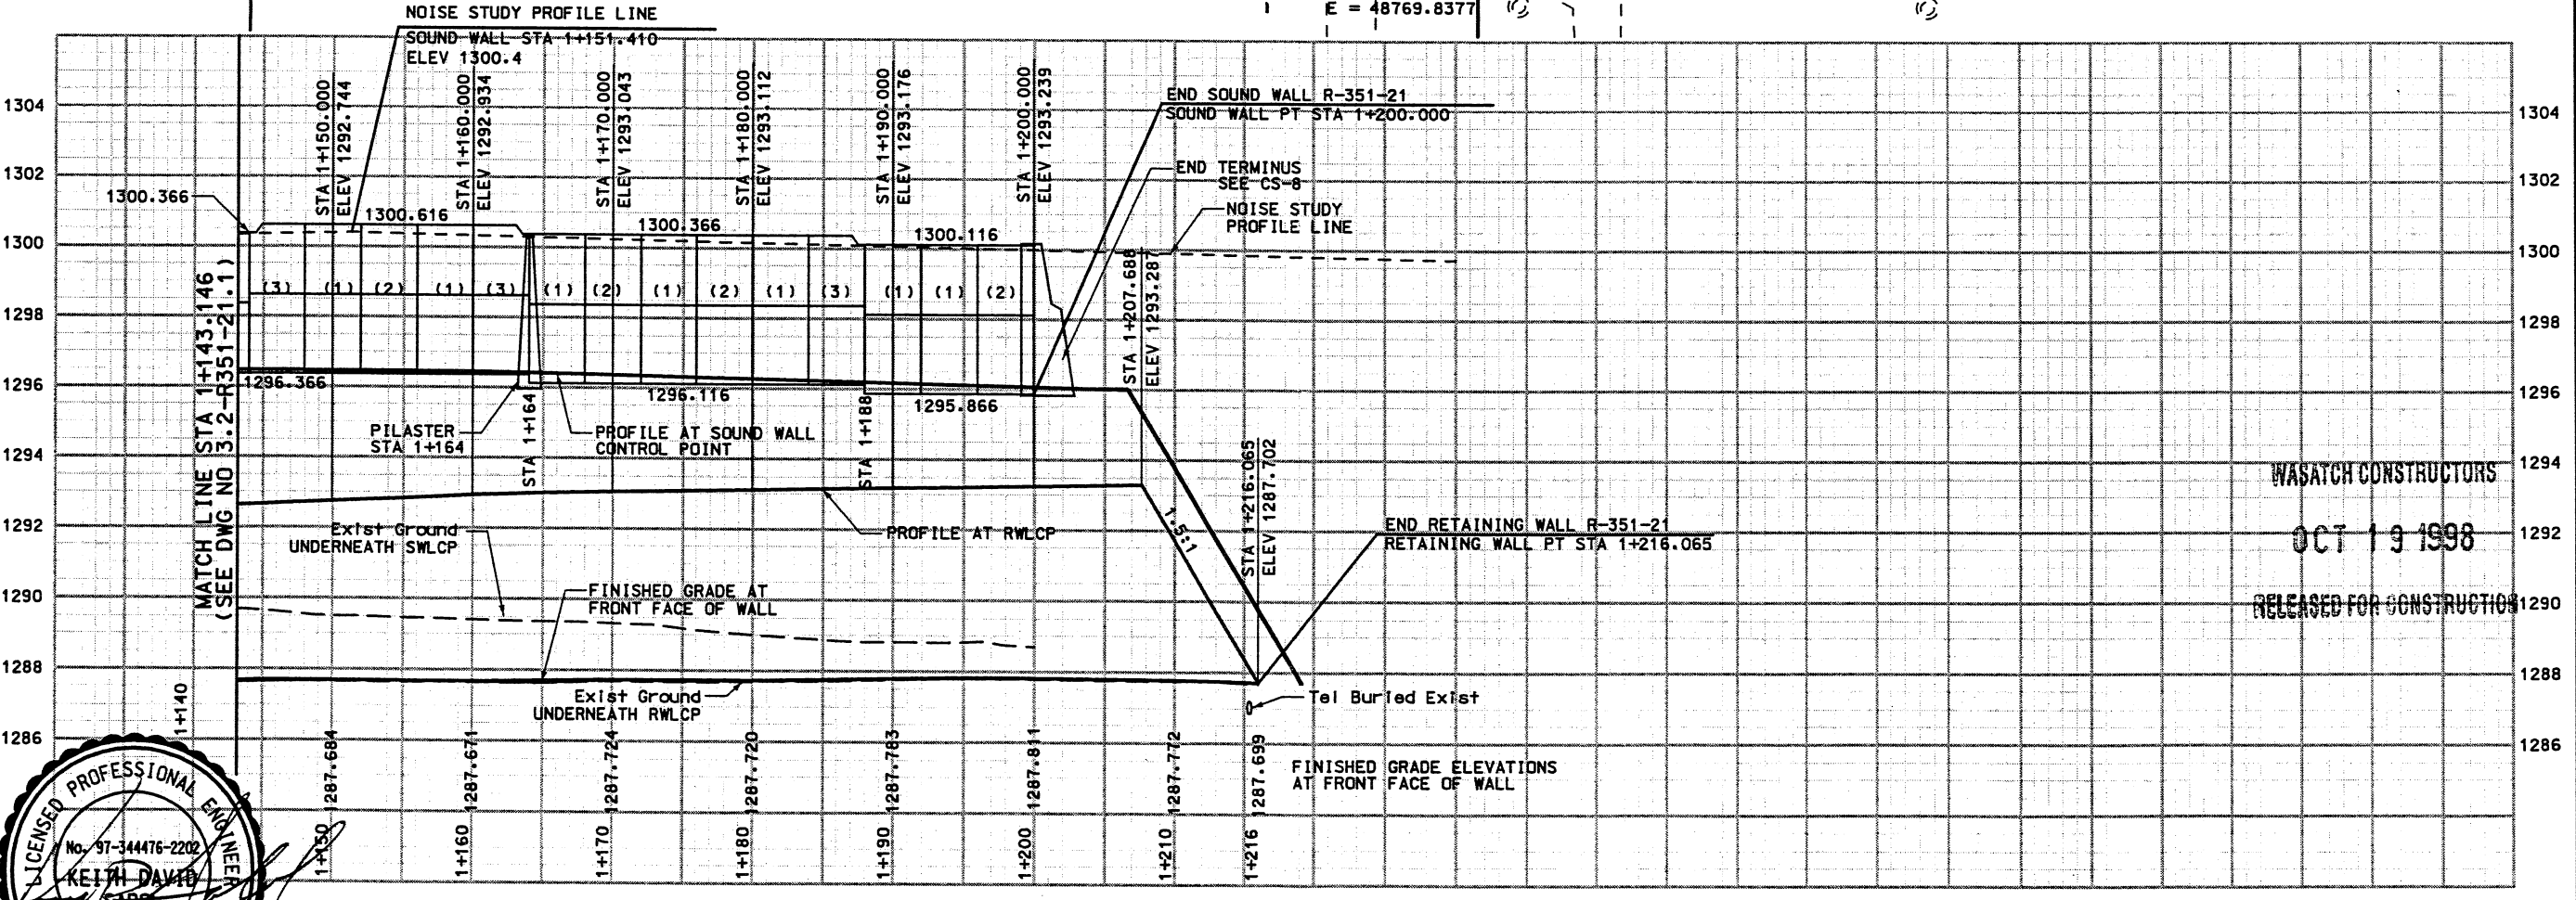 NOISE STUDY PROFILE LINE
SOUND WALL STA 1+151.410
ELEV 1300.4
E = 48769.8377
1304
1302
1300
1298
1296
1294
1292
1290
1288
1286
1300.366
STA 1+150.000
ELEV 1292.744
STA 1+160.000
ELEV 1292.934
STA 1+170.000
ELEV 1293.043
STA 1+180.000
ELEV 1293.112
STA 1+190.000
ELEV 1293.176
STA 1+200.000
ELEV 1293.239
END SOUND WALL R-351-21
SOUND WALL PT STA 1+200.000
END TERMINUS
SEE CS-8
NOISE STUDY
PROFILE LINE
1300.616
1300.366
1300.116
(3) (1) (2) (1) (3) (1) (2) (1) (2) (1) (3) (1) (1) (2)
STA 1+207.688
ELEV 1293.287
MATCH LINE STA 1+143.146
(SEE DWG NO 3.2-R351-21.1)
1296.366
1296.116
1295.866
PILASTER
STA 1+164
STA 1+164
PROFILE AT SOUND WALL
CONTROL POINT
STA 1+188
STA 1+216.065
ELEV 1287.702
1.5:1
Exist Ground
UNDERNEATH SWLCP
PROFILE AT RWLCP
END RETAINING WALL R-351-21
RETAINING WALL PT STA 1+216.065
FINISHED GRADE AT
FRONT FACE OF WALL
Exist Ground
UNDERNEATH RWLCP
Tel Buried Exist
1304
1302
1300
1298
1296
1294
1292
1290
1288
1286
WASATCH CONSTRUCTORS
OCT 19 1998
RELEASED FOR CONSTRUCTION
1+140
1287.684
1287.671
1287.724
1287.720
1287.783
1287.811
1287.772
1287.699
FINISHED GRADE ELEVATIONS
AT FRONT FACE OF WALL
1+150
1+160
1+170
1+180
1+190
1+200
1+210
1+216
LICENSED PROFESSIONAL ENGINEER
No. 97-344476-2202
KEITH DAVID